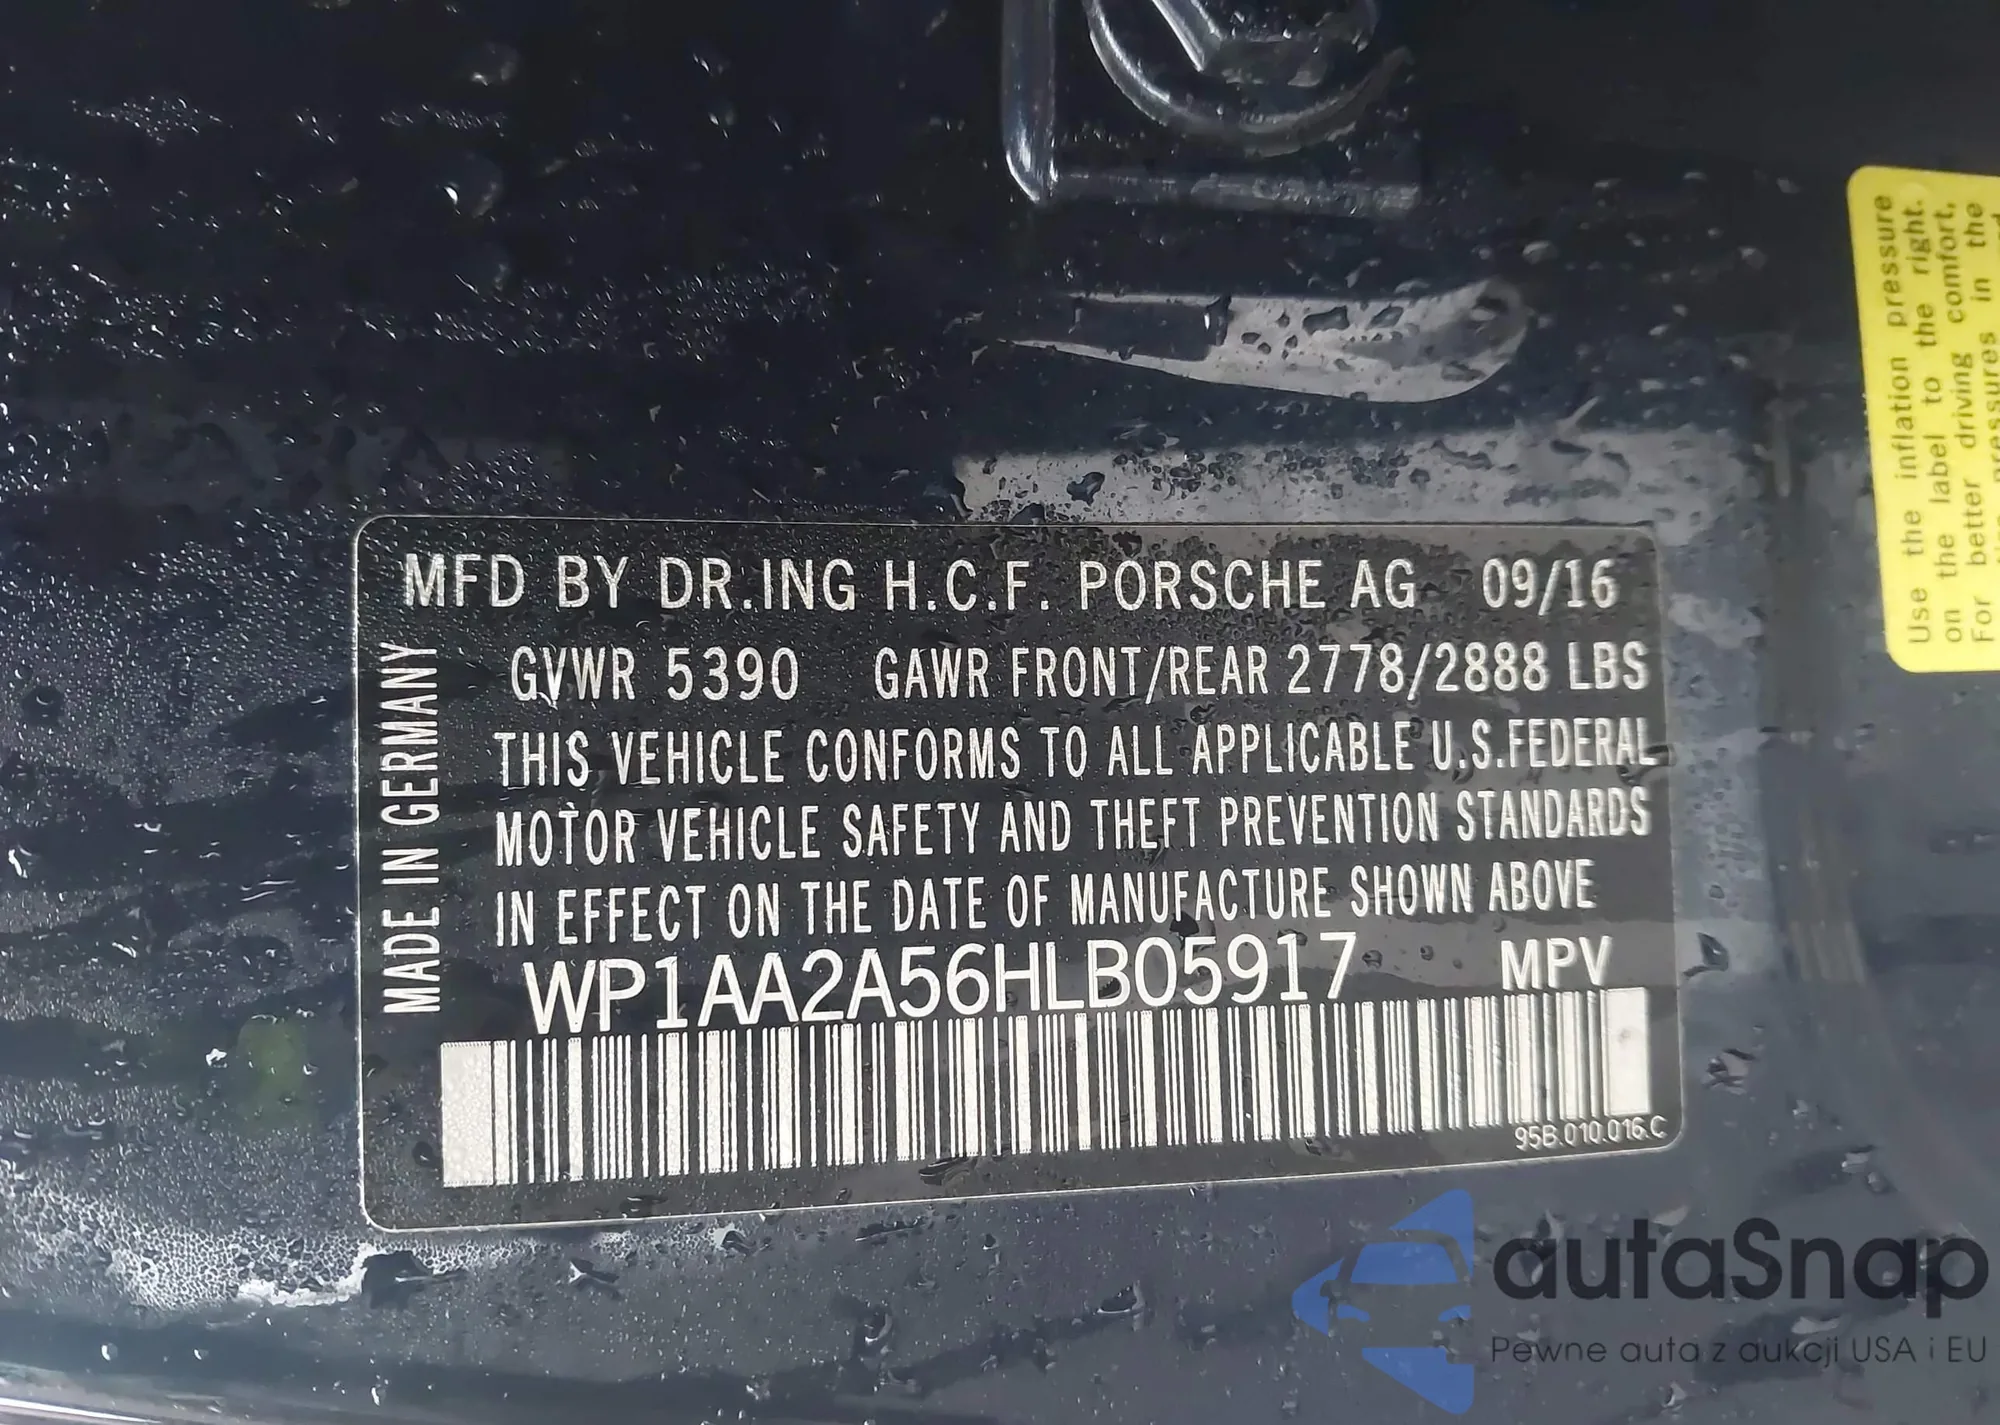 MFD BY DR.ING H.C.F. PORSCHE AG 09/16
GVWR 5390 GAWR FRONT/REAR 2778/2888 LBS
THIS VEHICLE CONFORMS TO ALL APPLICABLE U.S.FEDERAL
MOTOR VEHICLE SAFETY AND THEFT PREVENTION STANDARDS
IN EFFECT ON THE DATE OF MANUFACTURE SHOWN ABOVE
WP1AA2A56HLB05917 MPV
95B.010.016.C
MADE IN GERMANY
Use the inflation pressure
on the label to the right.
For better driving comfort,
pressures in the
autaSnap
Pewne auta z aukcji USA i EU